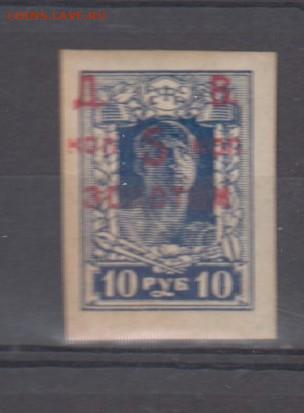 COINS.LAVE.RU
Д В
коп 5 коп
ЗОЛОТОМ
10 РУБ 10